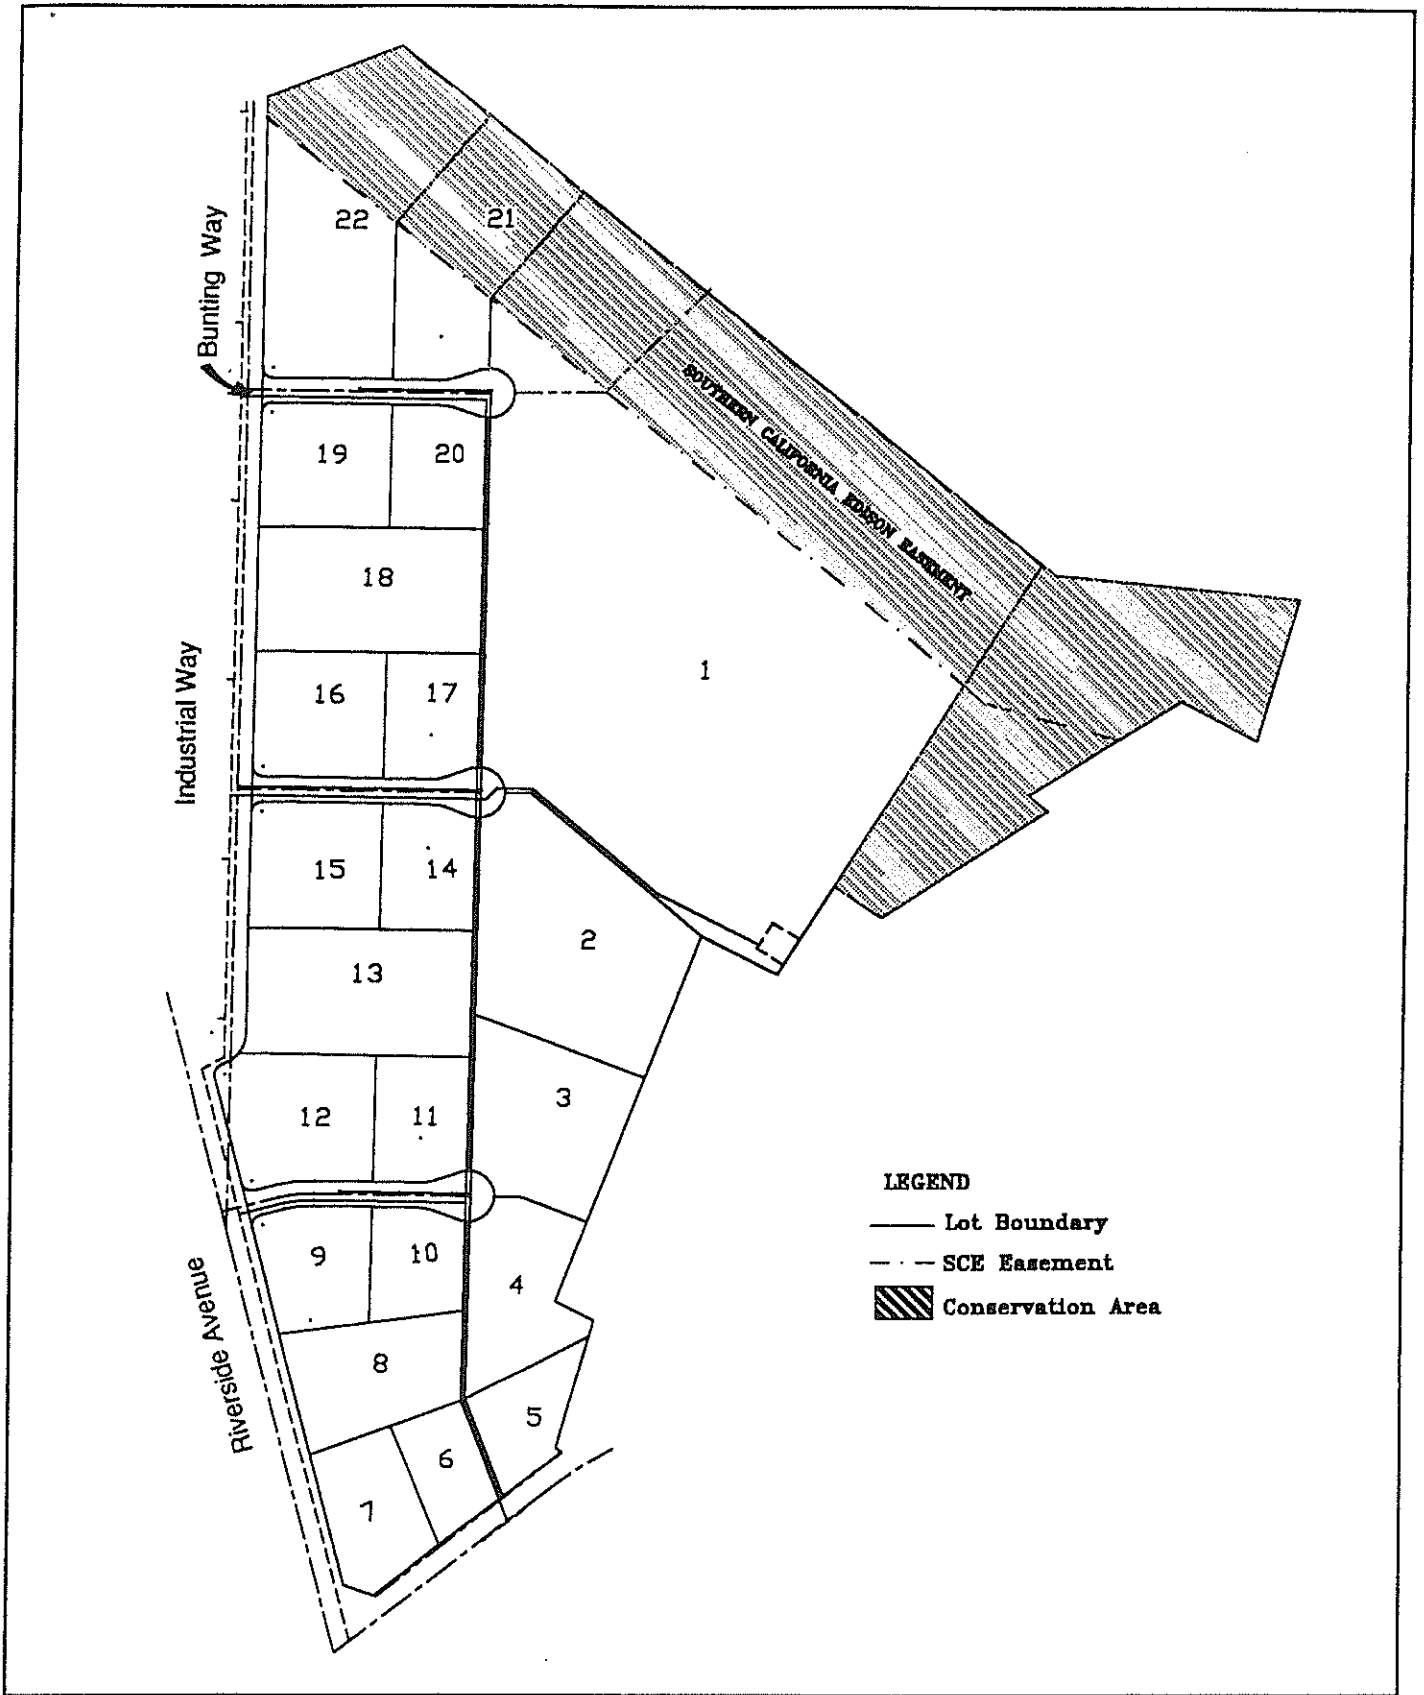 22
21
Bunting Way
SOUTHERN CALIFORNIA EDISON EASEMENT
19
20
18
1
16
17
Industrial Way
15
14
2
13
3
12
11
LEGEND
Lot Boundary
SCE Easement
Conservation Area
9
10
4
Riverside Avenue
8
5
6
7